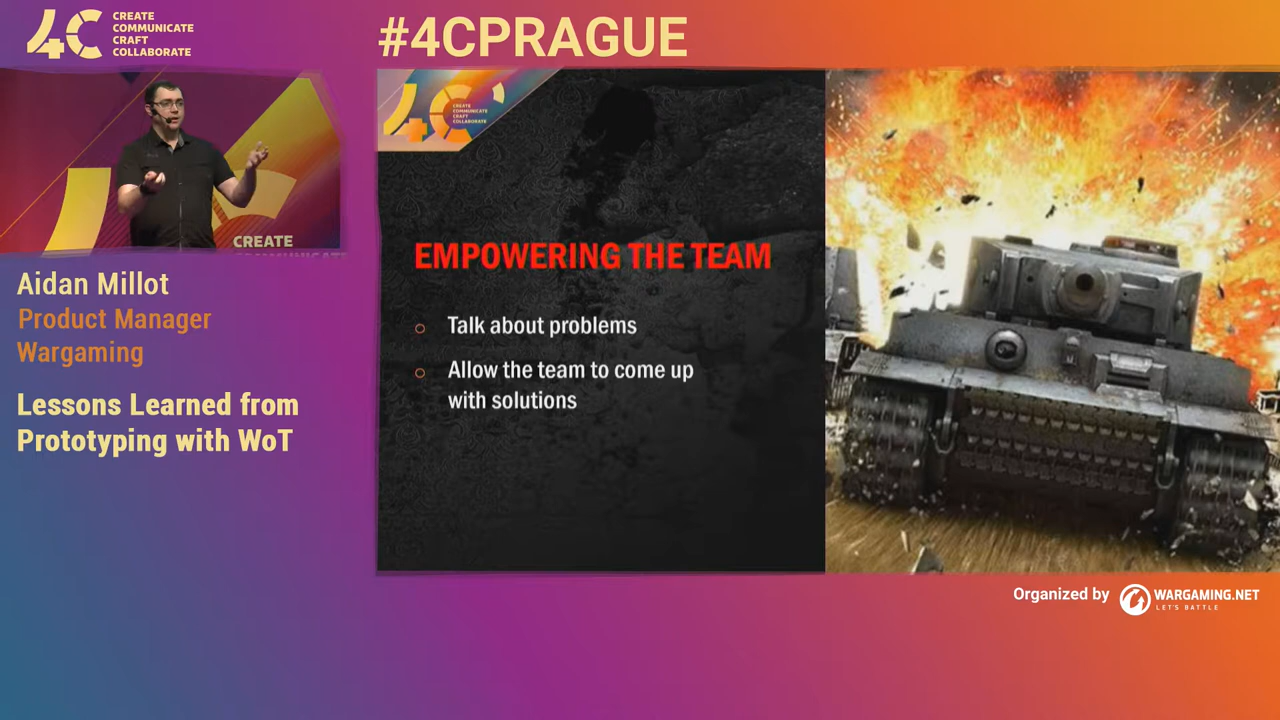 CREATE
COMMUNICATE
CRAFT
COLLABORATE
#4CPRAGUE
4C
CREATE
COMMUNICATE
CRAFT
COLLABORATE
CREATE
Aidan Millot
Product Manager
Wargaming
Lessons Learned from
Prototyping with WoT
EMPOWERING THE TEAM
Talk about problems
Allow the team to come up
with solutions
Organized by
WARGAMING.NET
LET'S BATTLE